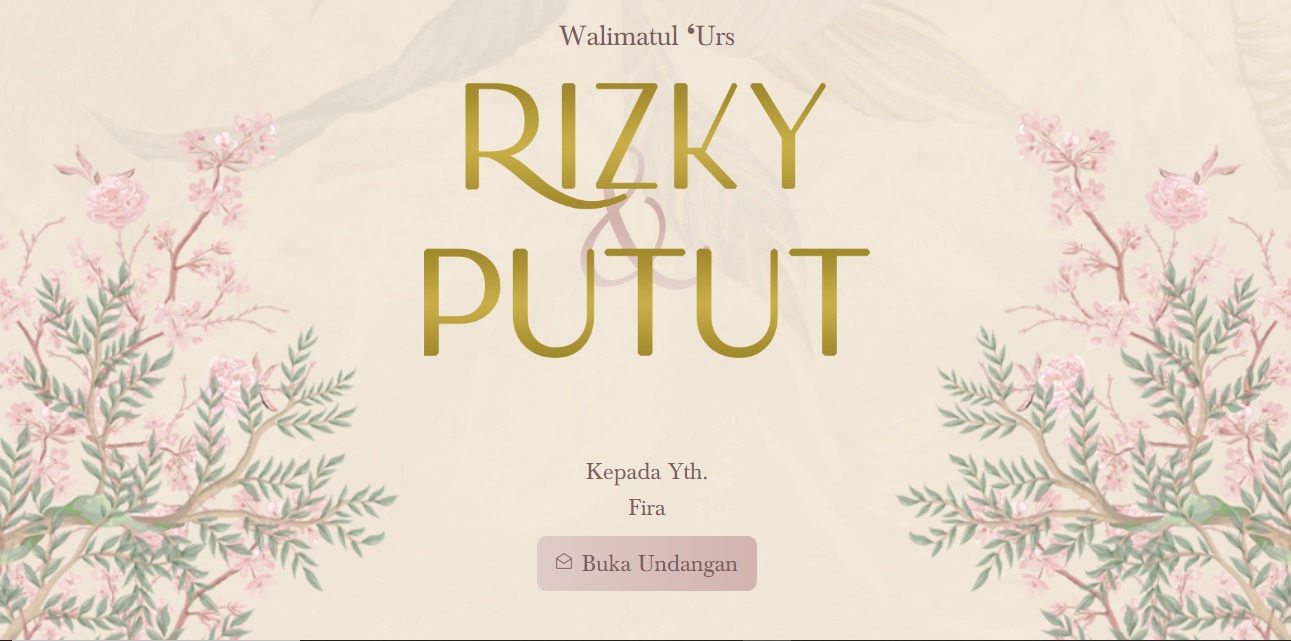 Walimatul ‘Urs
RIZKY
&
PUTUT
Kepada Yth.
Fira
Buka Undangan